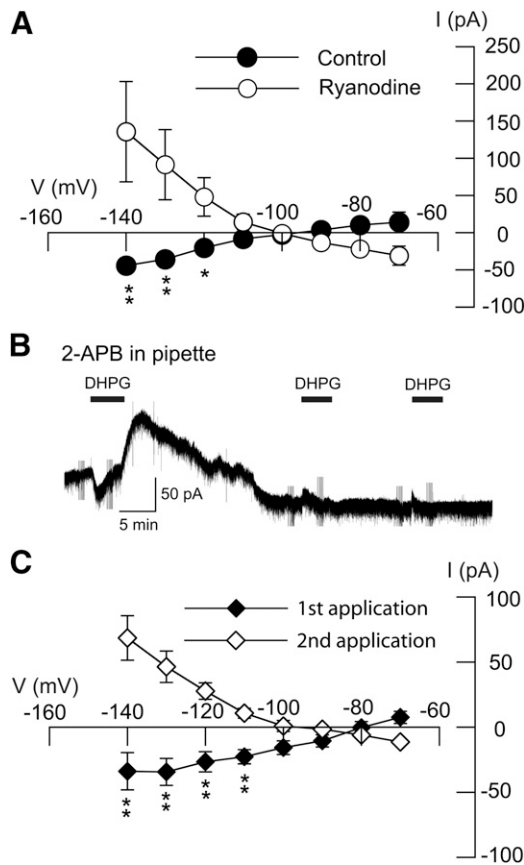 A
I (pA)
250
Control
200
Ryanodine
150
100
V (mV)
50
-160 -140 -120 -100 -80 -60
0
-50
** ** *
-100
B
2-APB in pipette
DHPG DHPG DHPG
50 pA
5 min
C
I (pA)
100
1st application
2nd application
50
V (mV)
-160 -140 -120 -100 -80 -60
0
-50
** ** ** **
-100